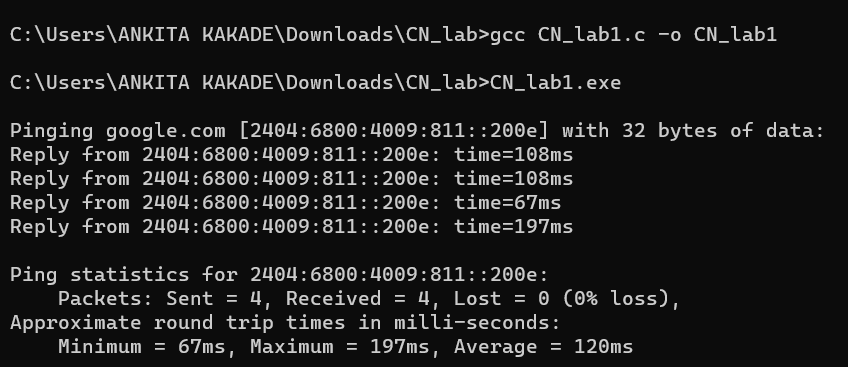 C:\Users\ANKITA KAKADE\Downloads\CN_lab>gcc CN_lab1.c -o CN_lab1
C:\Users\ANKITA KAKADE\Downloads\CN_lab>CN_lab1.exe
Pinging google.com [2404:6800:4009:811::200e] with 32 bytes of data:
Reply from 2404:6800:4009:811::200e: time=108ms
Reply from 2404:6800:4009:811::200e: time=108ms
Reply from 2404:6800:4009:811::200e: time=67ms
Reply from 2404:6800:4009:811::200e: time=197ms
Ping statistics for 2404:6800:4009:811::200e:
    Packets: Sent = 4, Received = 4, Lost = 0 (0% loss),
Approximate round trip times in milli-seconds:
    Minimum = 67ms, Maximum = 197ms, Average = 120ms